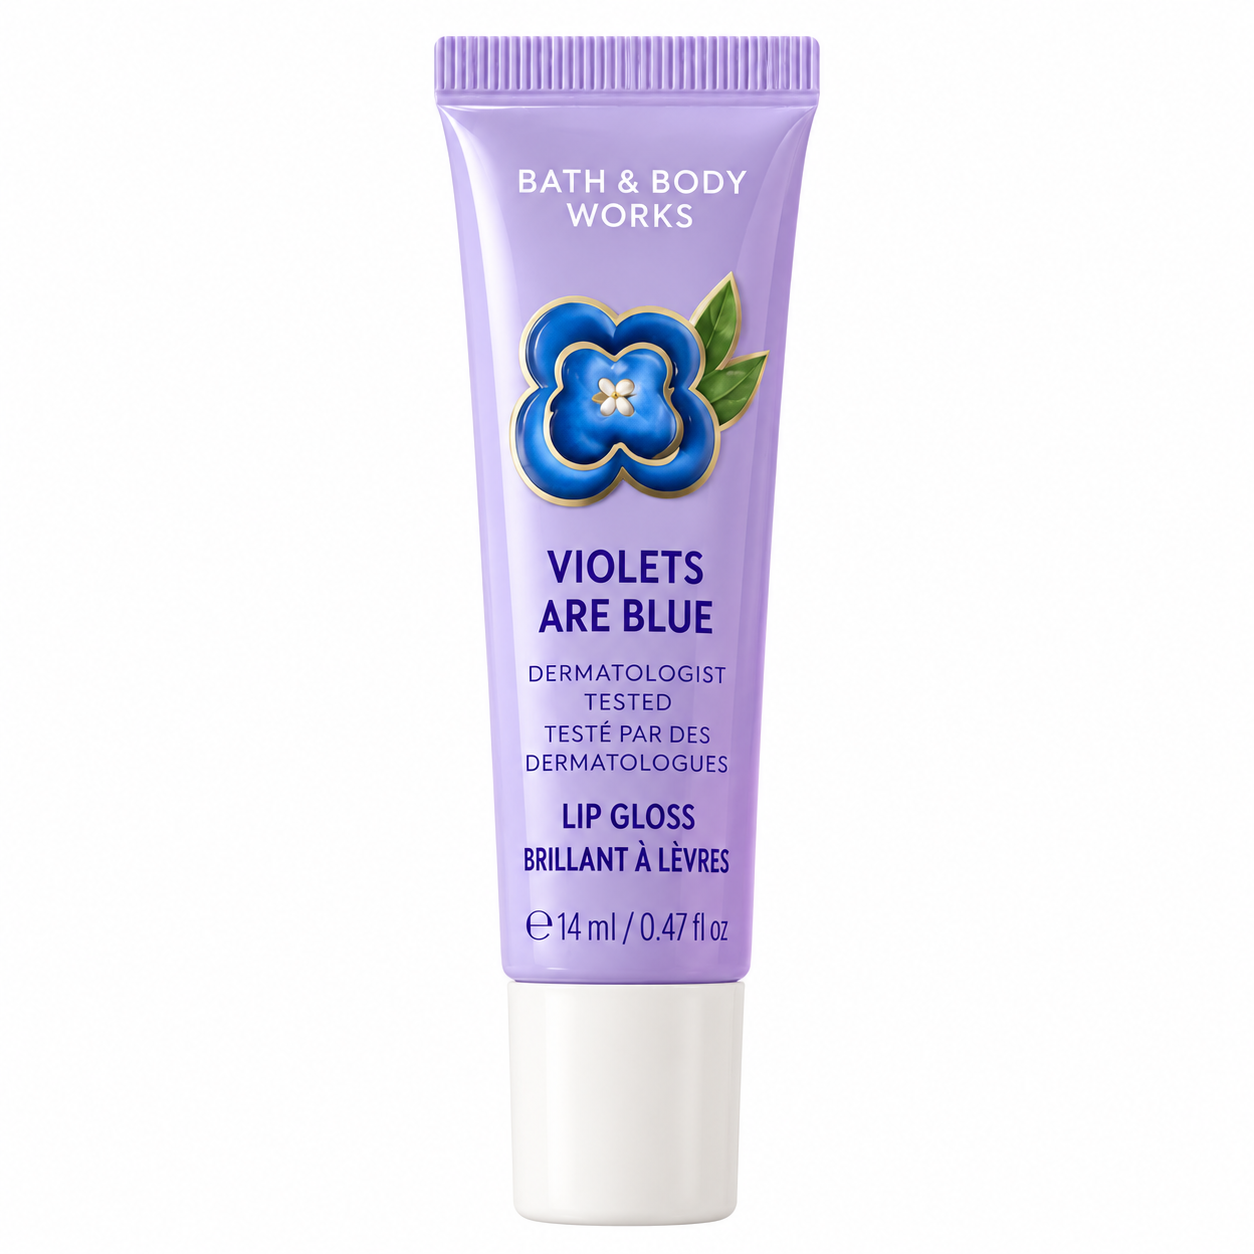 BATH & BODY
WORKS
VIOLETS
ARE BLUE
DERMATOLOGIST
TESTED
TESTÉ PAR DES
DERMATOLOGUES
LIP GLOSS
BRILLANT À LÈVRES
℮ 14 ml / 0.47 fl oz